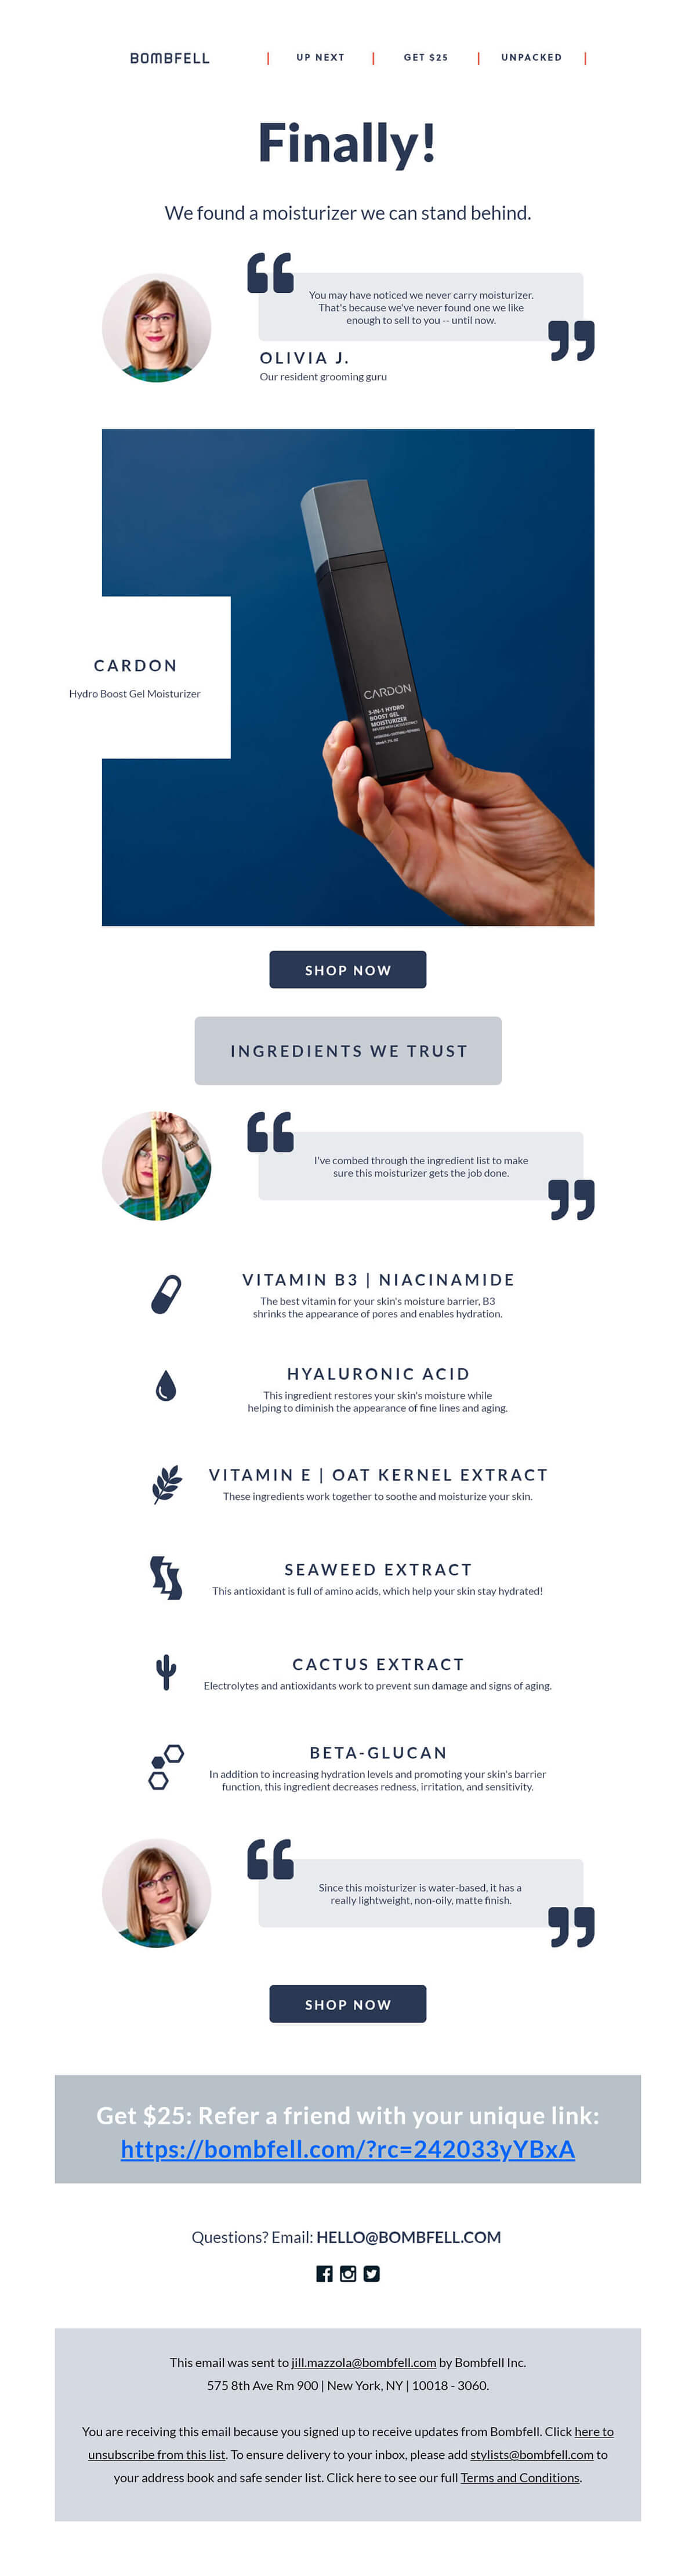 BOMBFELL
UP NEXT
GET $25
UNPACKED
Finally!
We found a moisturizer we can stand behind.
You may have noticed we never carry moisturizer.
That's because we've never found one we like
enough to sell to you -- until now.
OLIVIA J.
Our resident grooming guru
CARDON
Hydro Boost Gel Moisturizer
CARDON
3-IN-1 HYDRO
BOOST GEL
MOISTURIZER
SHOP NOW
INGREDIENTS WE TRUST
I've combed through the ingredient list to make
sure this moisturizer gets the job done.
VITAMIN B3 | NIACINAMIDE
The best vitamin for your skin's moisture barrier, B3
shrinks the appearance of pores and enables hydration.
HYALURONIC ACID
This ingredient restores your skin's moisture while
helping to diminish the appearance of fine lines and aging.
VITAMIN E | OAT KERNEL EXTRACT
These ingredients work together to soothe and moisturize your skin.
SEAWEED EXTRACT
This antioxidant is full of amino acids, which help your skin stay hydrated!
CACTUS EXTRACT
Electrolytes and antioxidants work to prevent sun damage and signs of aging.
BETA-GLUCAN
In addition to increasing hydration levels and promoting your skin's barrier
function, this ingredient decreases redness, irritation, and sensitivity.
Since this moisturizer is water-based, it has a
really lightweight, non-oily, matte finish.
SHOP NOW
Get $25: Refer a friend with your unique link:
https://bombfell.com/?rc=242033yYBxA
Questions? Email: HELLO@BOMBFELL.COM
This email was sent to jill.mazzola@bombfell.com by Bombfell Inc.
575 8th Ave Rm 900 | New York, NY | 10018 - 3060.
You are receiving this email because you signed up to receive updates from Bombfell. Click here to
unsubscribe from this list. To ensure delivery to your inbox, please add stylists@bombfell.com to
your address book and safe sender list. Click here to see our full Terms and Conditions.